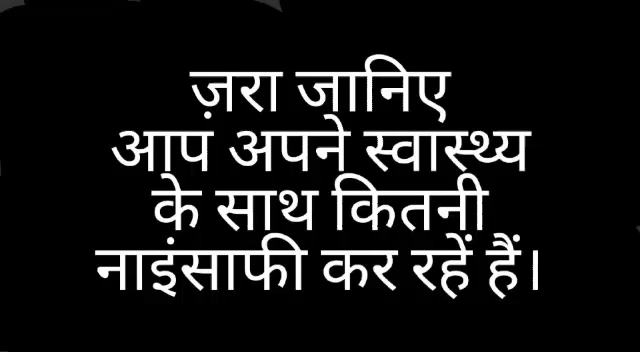 ज़रा जानिए
आप अपने स्वास्थ्य
के साथ कितनी
नाइंसाफी कर रहें हैं।